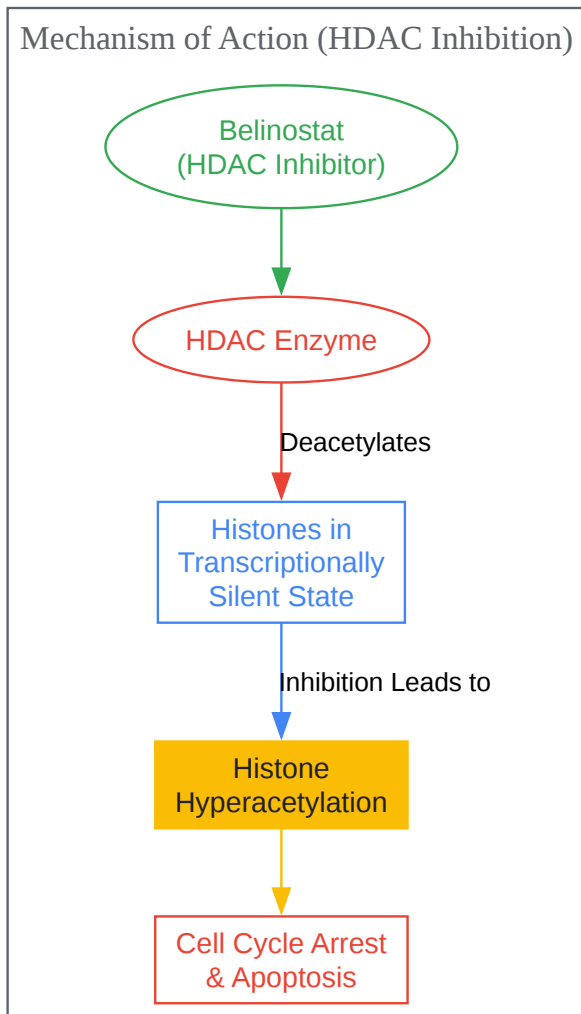 Mechanism of Action (HDAC Inhibition)
Belinostat
(HDAC Inhibitor)
HDAC Enzyme
Deacetylates
Histones in
Transcriptionally
Silent State
Inhibition Leads to
Histone
Hyperacetylation
Cell Cycle Arrest
& Apoptosis